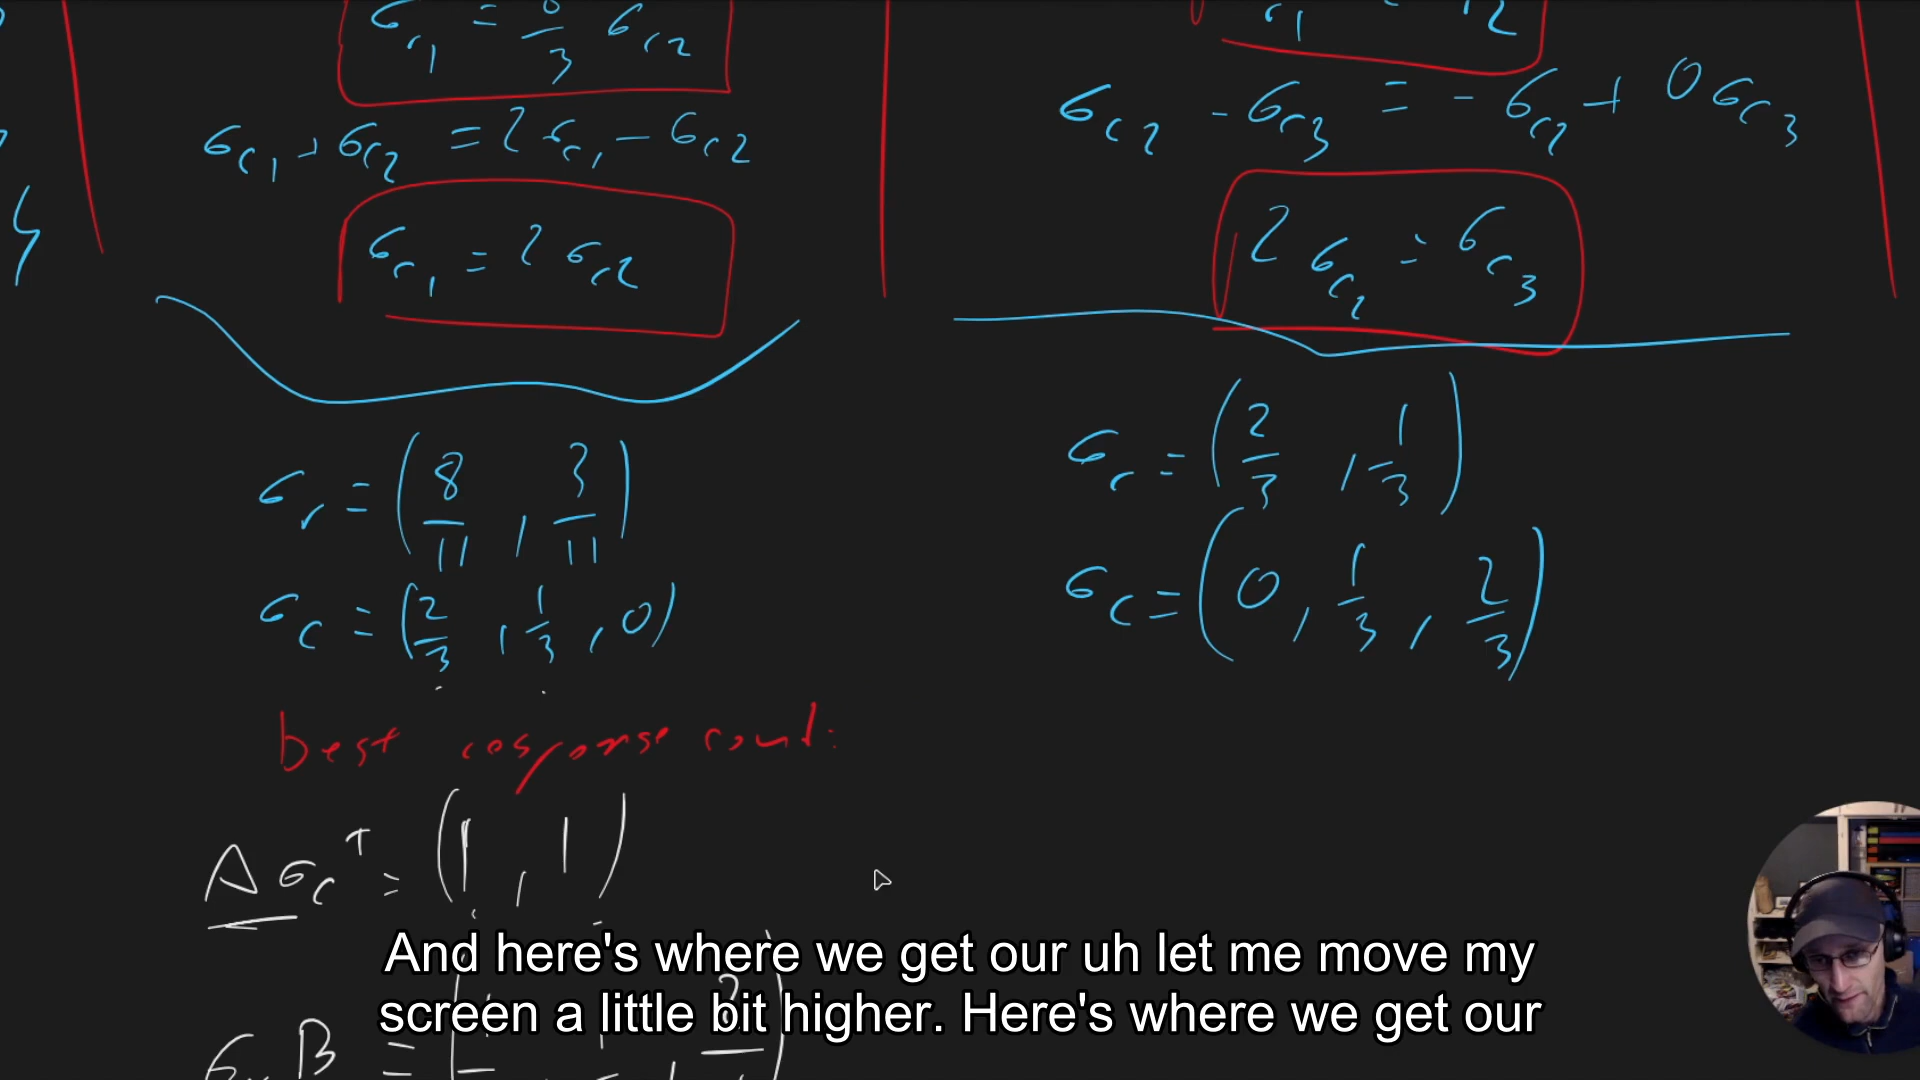 σr1 = 8/3 σr2
σc1 + σc2 = 2σc1 - σc2
σc1 = 2σc2
σr = (8/11, 3/11)
σc = (2/3, 1/3, 0)
σc2 - σc3 = -σc2 + 0σc3
2σc2 = σc3
σr = (2/3, 1/3)
σc = (0, 1/3, 2/3)
best response cond:
Aσc^T = (1, 1)
σrB =
And here's where we get our uh let me move my
screen a little bit higher. Here's where we get our